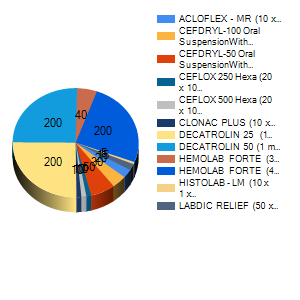 ACLOFLEX - MR (10 x...
CEFDRYL-100 Oral
SuspensionWith...
CEFDRYL-50 Oral
SuspensionWith...
CEFLOX 250 Hexa (20
x 10...
CEFLOX 500 Hexa (20
x 10...
CLONAC PLUS (10 x...
DECATROLIN 25 (1...
DECATROLIN 50 (1 m...
HEMOLAB FORTE (3...
HEMOLAB FORTE (4...
HISTOLAB - LM (10 x
1 x...
LABDIC RELIEF (50 x...
40
200
200
200